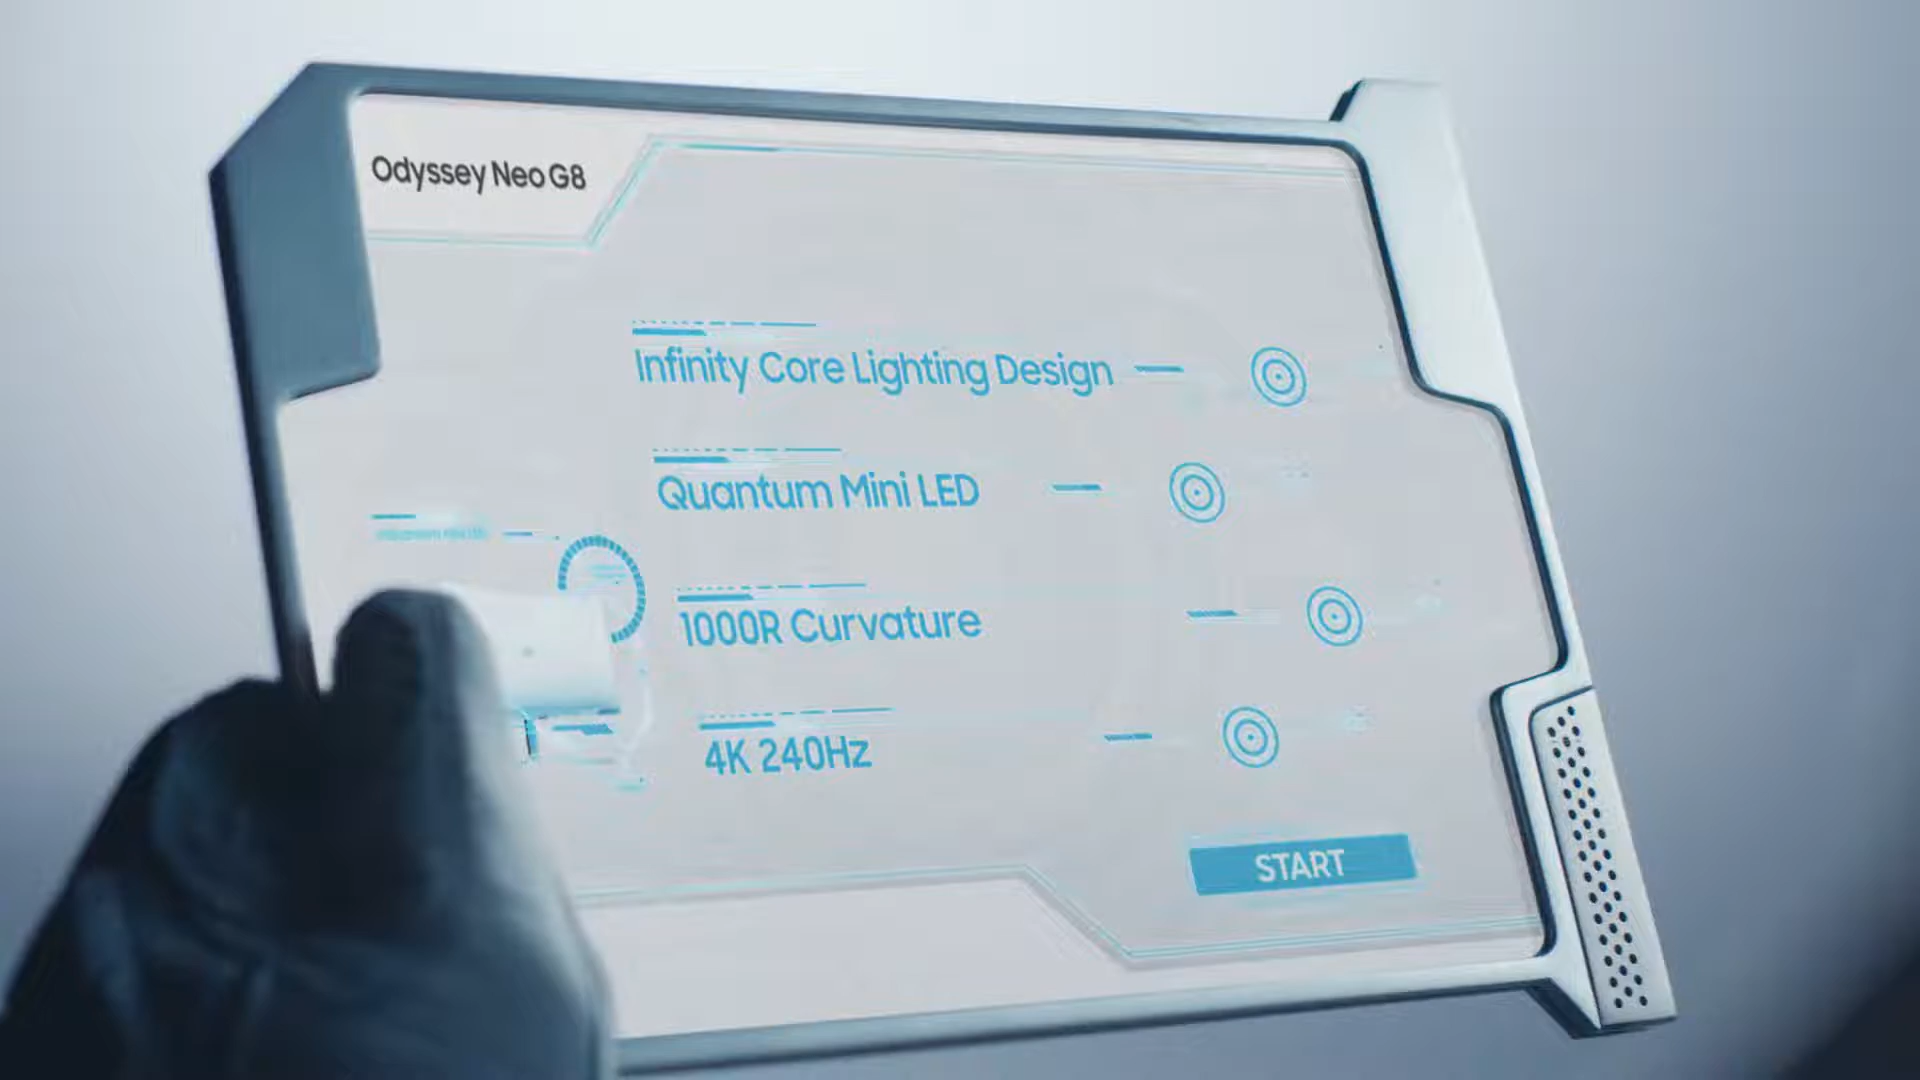 Odyssey Neo G8
Infinity Core Lighting Design
Quantum Mini LED
1000R Curvature
4K 240Hz
START